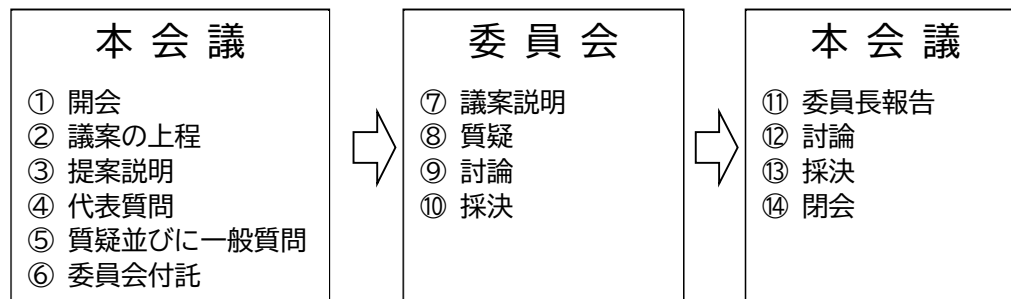 本会議
① 開会
② 議案の上程
③ 提案説明
④ 代表質問
⑤ 質疑並びに一般質問
⑥ 委員会付託
委員会
⑦ 議案説明
⑧ 質疑
⑨ 討論
⑩ 採決
本会議
⑪ 委員長報告
⑫ 討論
⑬ 採決
⑭ 閉会